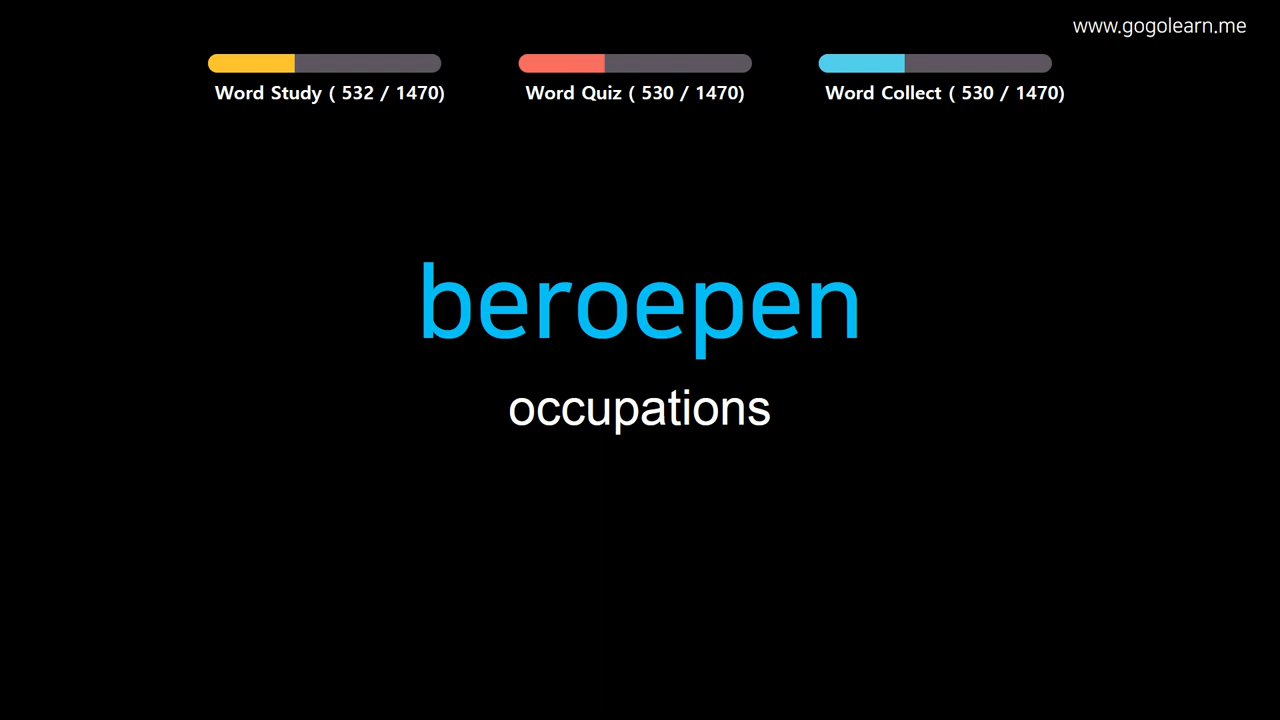 www.gogolearn.me
Word Study ( 532 / 1470)
Word Quiz ( 530 / 1470)
Word Collect ( 530 / 1470)
beroepen
occupations